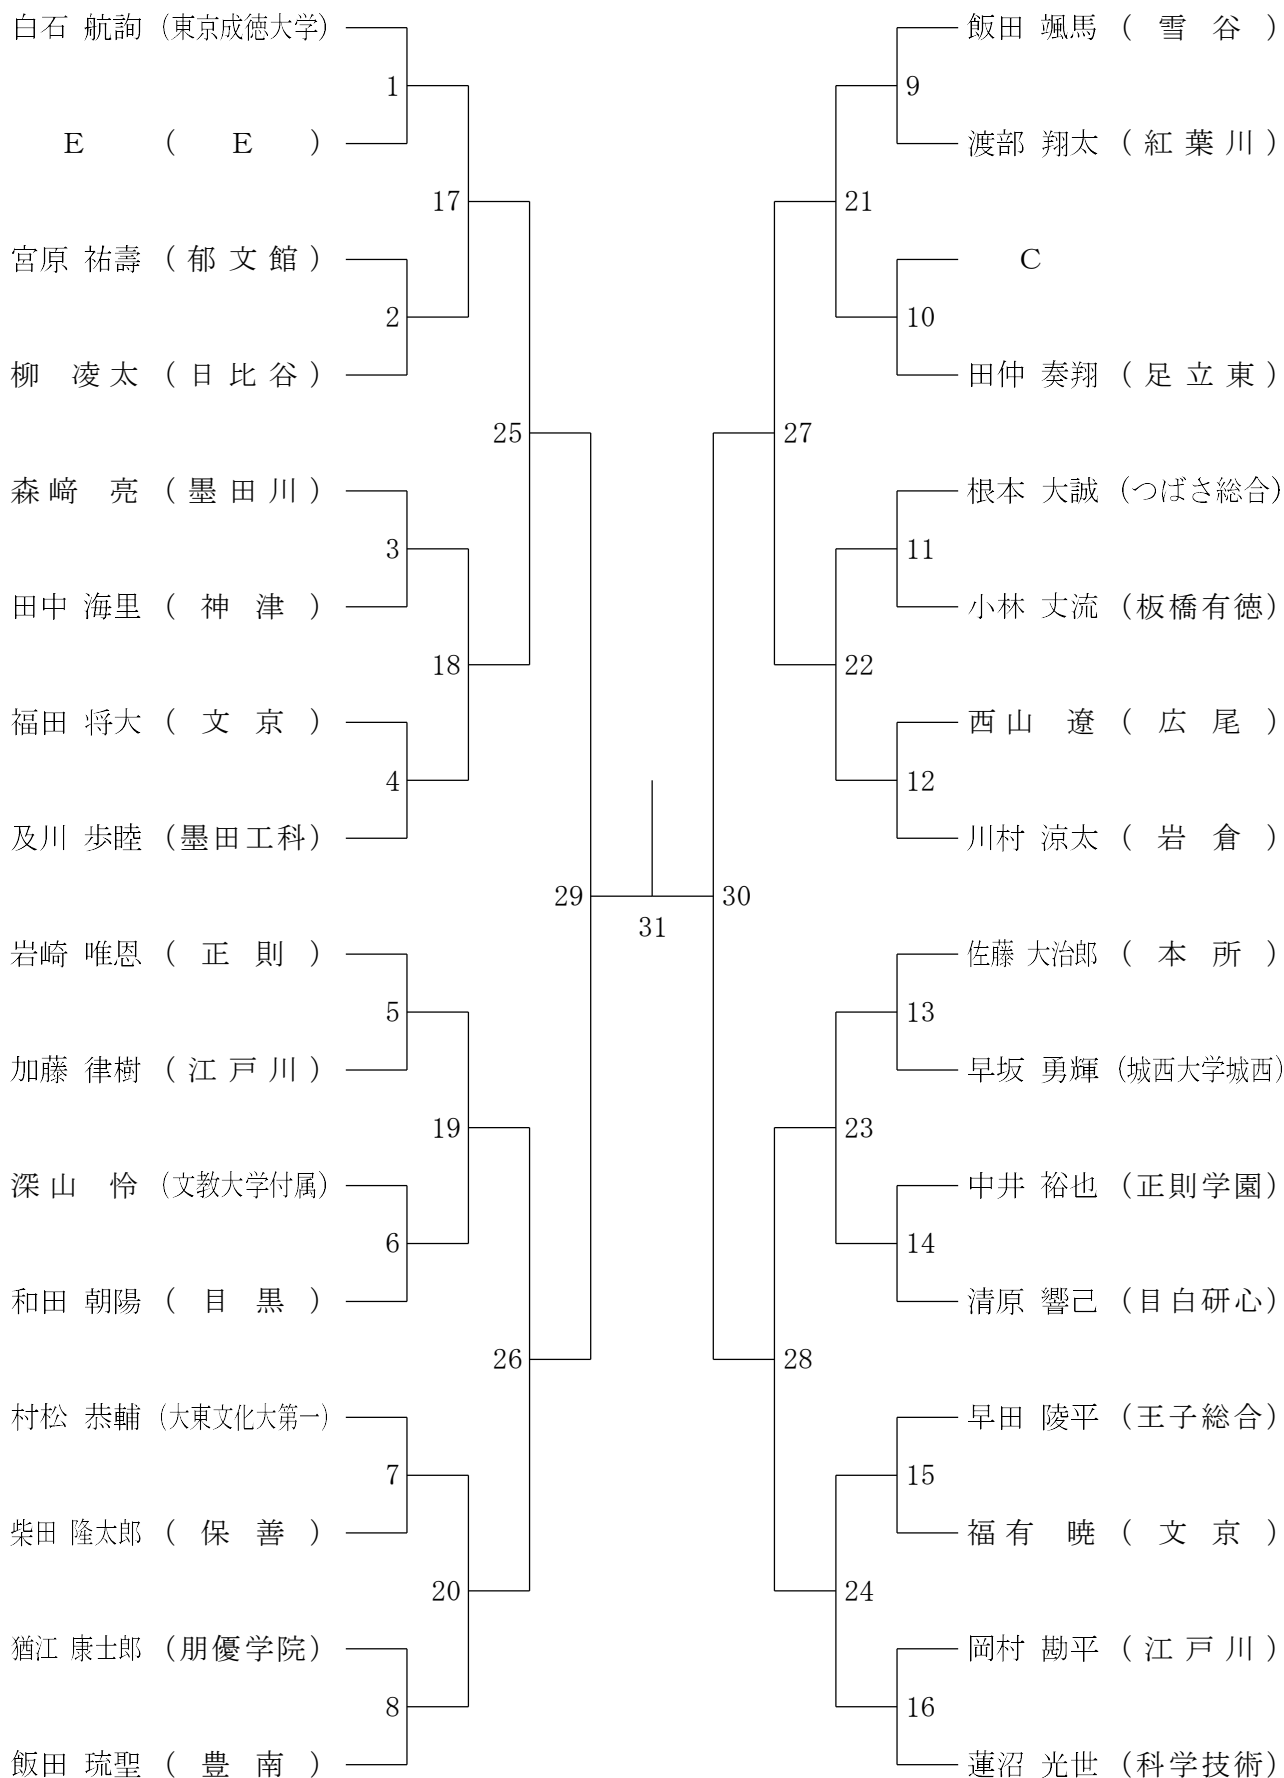 白石 航詢 (東京成徳大学)
1
E ( E )
17
宮原 祐壽 (郁文館)
2
柳 凌太 (日比谷)
25
森﨑 亮 (墨田川)
3
田中 海里 (神津)
18
福田 将大 (文京)
4
及川 歩睦 (墨田工科)
29
岩崎 唯恩 (正則)
5
加藤 律樹 (江戸川)
19
深山 怜 (文教大学付属)
6
和田 朝陽 (目黒)
26
村松 恭輔 (大東文化大第一)
7
柴田 隆太郎 (保善)
20
猶江 康士郎 (朋優学院)
8
飯田 琉聖 (豊南)
31
飯田 颯馬 (雪谷)
9
渡部 翔太 (紅葉川)
21
C
10
田仲 奏翔 (足立東)
27
根本 大誠 (つばさ総合)
11
小林 丈流 (板橋有徳)
22
西山 遼 (広尾)
12
川村 涼太 (岩倉)
30
佐藤 大治郎 (本所)
13
早坂 勇輝 (城西大学城西)
23
中井 裕也 (正則学園)
14
清原 響己 (目白研心)
28
早田 陵平 (王子総合)
15
福有 暁 (文京)
24
岡村 勘平 (江戸川)
16
蓮沼 光世 (科学技術)